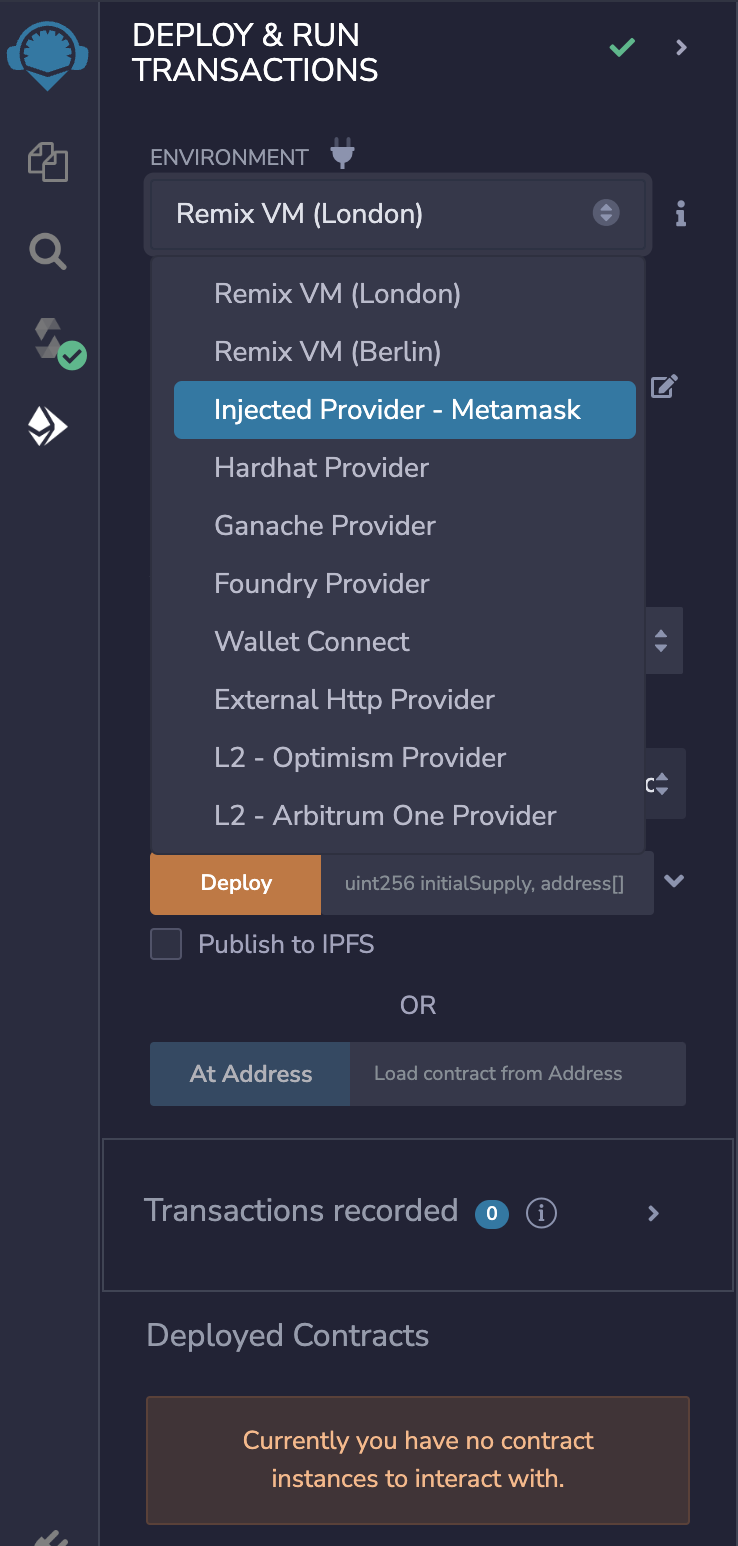 DEPLOY & RUN
TRANSACTIONS
ENVIRONMENT
Remix VM (London)
Remix VM (London)
Remix VM (Berlin)
Injected Provider - Metamask
Hardhat Provider
Ganache Provider
Foundry Provider
Wallet Connect
External Http Provider
L2 - Optimism Provider
L2 - Arbitrum One Provider
Deploy uint256 initialSupply, address[]
Publish to IPFS
OR
At Address Load contract from Address
Transactions recorded 0
Deployed Contracts
Currently you have no contract
instances to interact with.